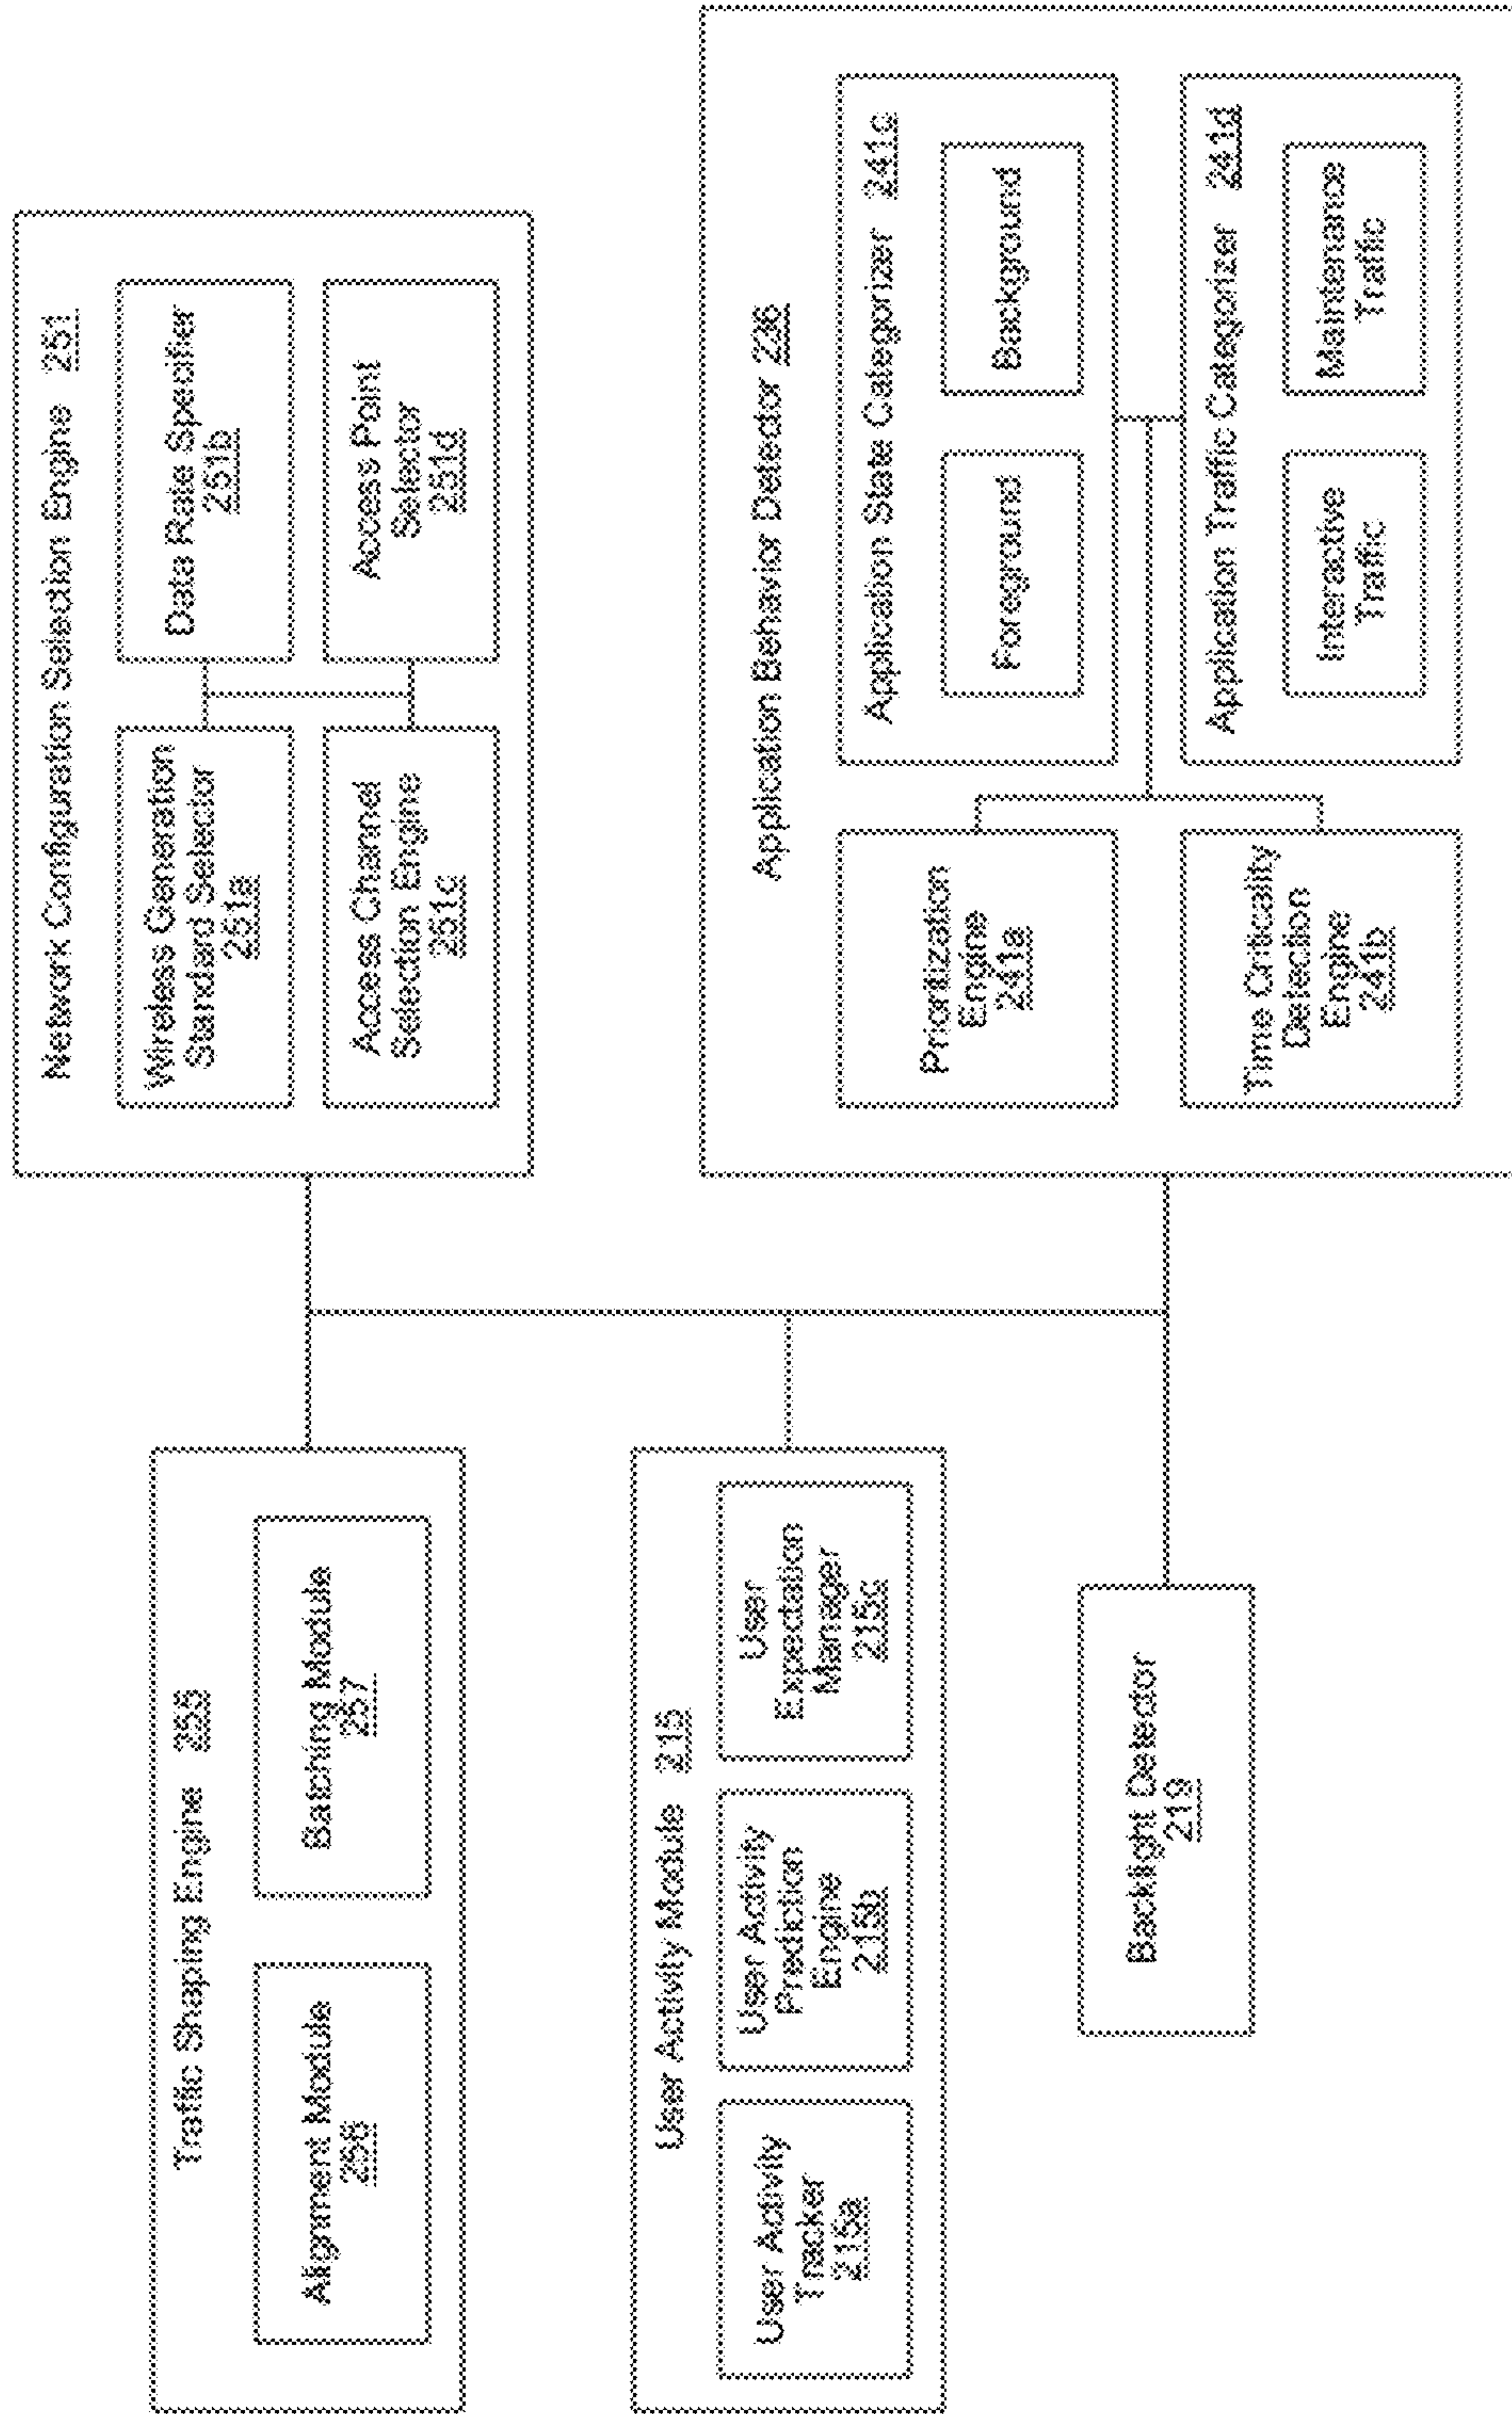 Traffic Shaping Engine 255
Alignment Module
256
Batching Module
257
Network Configuration Selection Engine 251
Wireless Generation
Standard Selector
251a
Data Rate Specifier
251b
Access Channel
Selection Engine
251c
Access Point
Selector
251d
User Activity Module 215
User Activity
Tracker
215a
User Activity
Prediction
Engine
215b
User
Expectation
Manager
215c
Backlight Detector
219
Application Behavior Detector 236
Prioritization
Engine
241a
Time Criticality
Detection
Engine
241b
Application State Categorizer 241c
Foreground
Background
Application Traffic Categorizer 241d
Interactive
Traffic
Maintenance
Traffic